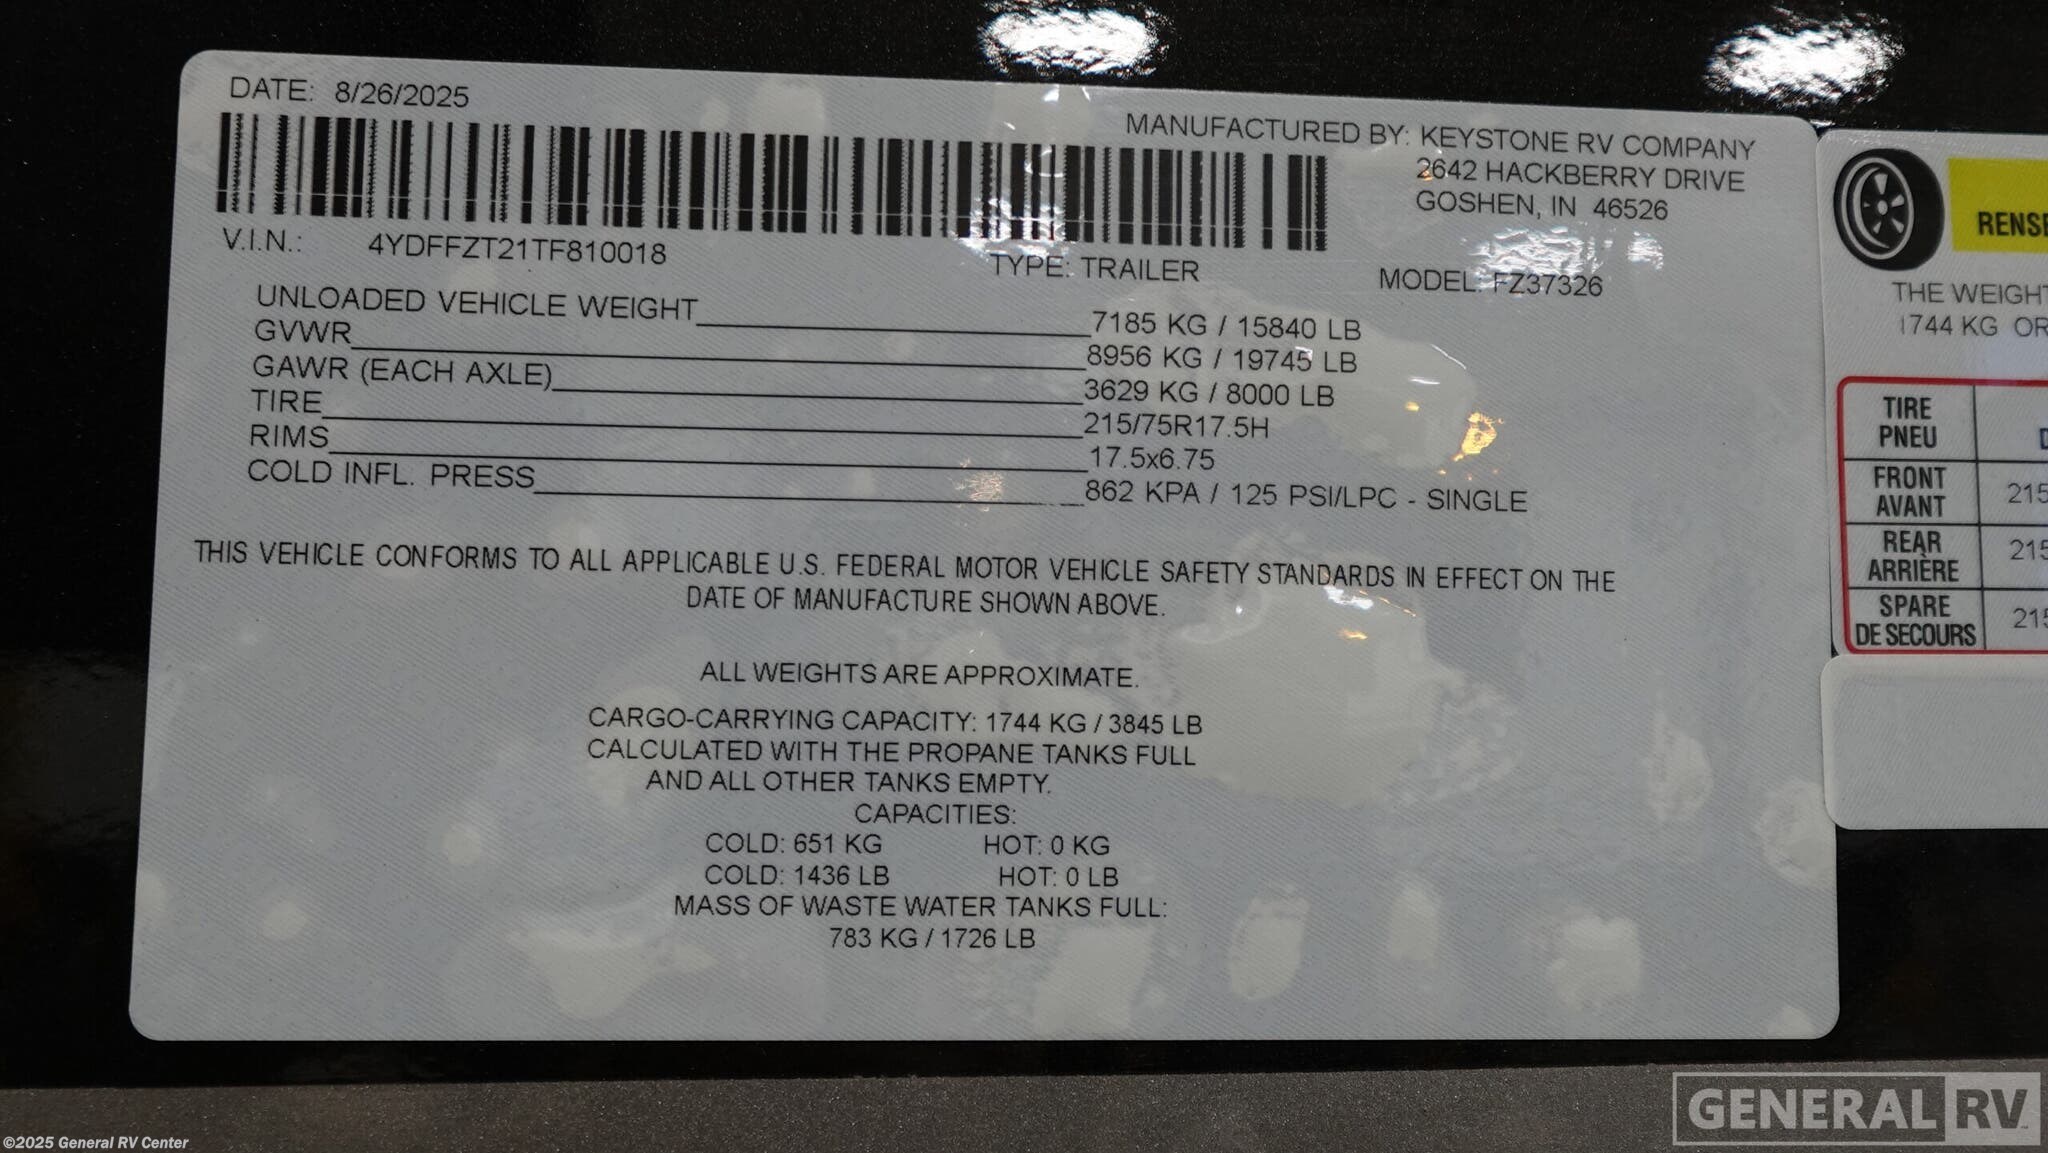 DATE: 8/26/2025
MANUFACTURED BY: KEYSTONE RV COMPANY
2642 HACKBERRY DRIVE
GOSHEN, IN 46526
V.I.N.: 4YDFFZT21TF810018
TYPE: TRAILER
MODEL: FZ37326
UNLOADED VEHICLE WEIGHT 7185 KG / 15840 LB
GVWR 8956 KG / 19745 LB
GAWR (EACH AXLE) 3629 KG / 8000 LB
TIRE 215/75R17.5H
RIMS 17.5x6.75
COLD INFL. PRESS 862 KPA / 125 PSI/LPC - SINGLE
THIS VEHICLE CONFORMS TO ALL APPLICABLE U.S. FEDERAL MOTOR VEHICLE SAFETY STANDARDS IN EFFECT ON THE
DATE OF MANUFACTURE SHOWN ABOVE.
ALL WEIGHTS ARE APPROXIMATE.
CARGO-CARRYING CAPACITY: 1744 KG / 3845 LB
CALCULATED WITH THE PROPANE TANKS FULL
AND ALL OTHER TANKS EMPTY.
CAPACITIES:
COLD: 651 KG HOT: 0 KG
COLD: 1436 LB HOT: 0 LB
MASS OF WASTE WATER TANKS FULL:
783 KG / 1726 LB
RENSE
THE WEIGHT
1744 KG OR
TIRE
PNEU
FRONT
AVANT
215
REAR
ARRIÈRE
215
SPARE
DE SECOURS
215
GENERAL RV
©2025 General RV Center